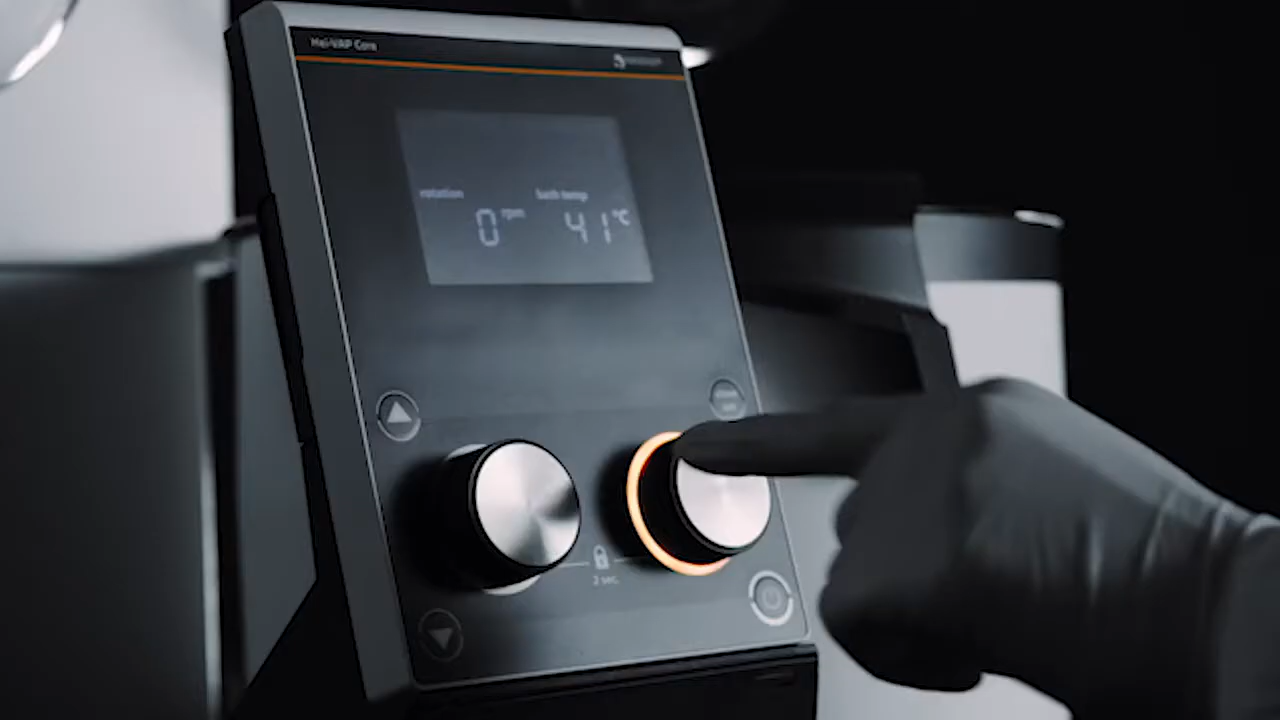 Hei-VAP Core
rotation
bath temp
0 rpm
41 °C
2 sec.